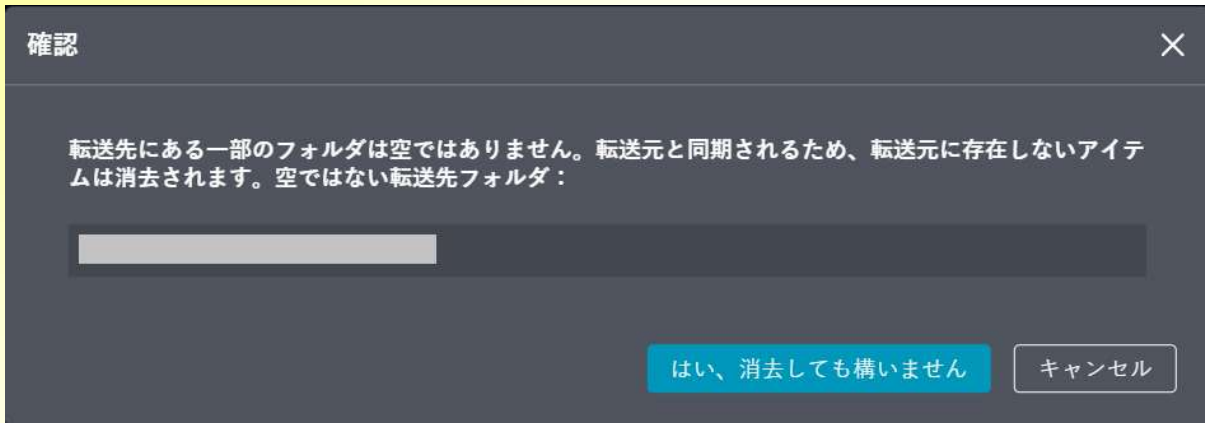 確認
転送先にある一部のフォルダは空ではありません。転送元と同期されるため、転送元に存在しないアイテ
ムは消去されます。空ではない転送先フォルダ：
はい、消去しても構いません
キャンセル